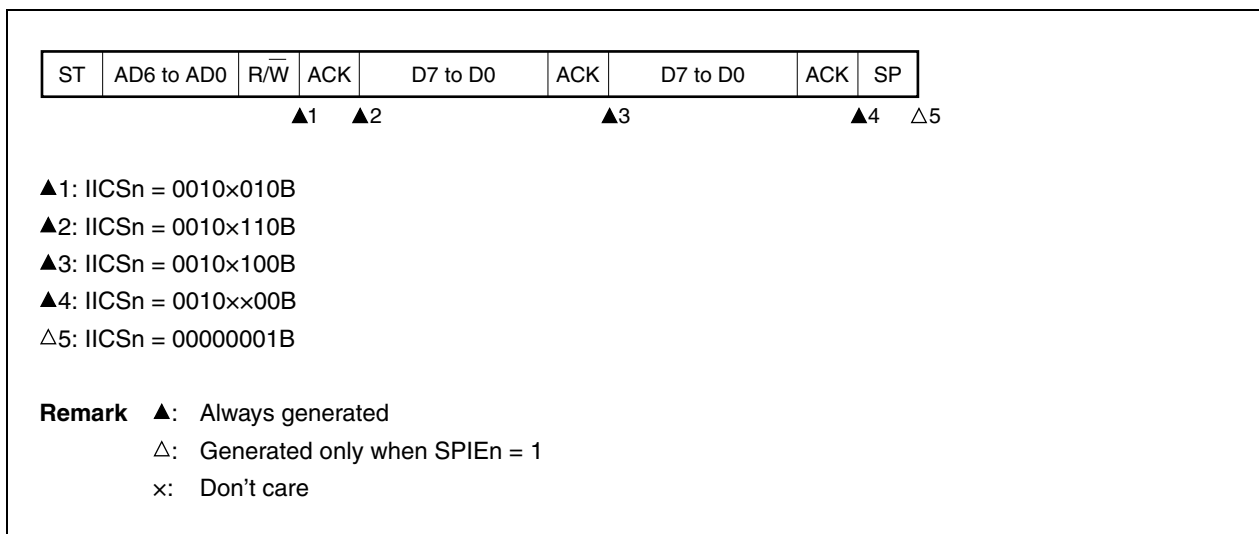 ST AD6 to AD0 R/W̅ ACK D7 to D0 ACK D7 to D0 ACK SP
▲1 ▲2 ▲3 ▲4 △5
▲1: IICSn = 0010×010B
▲2: IICSn = 0010×110B
▲3: IICSn = 0010×100B
▲4: IICSn = 0010××00B
△5: IICSn = 00000001B
Remark ▲: Always generated
△: Generated only when SPIEn = 1
×: Don't care